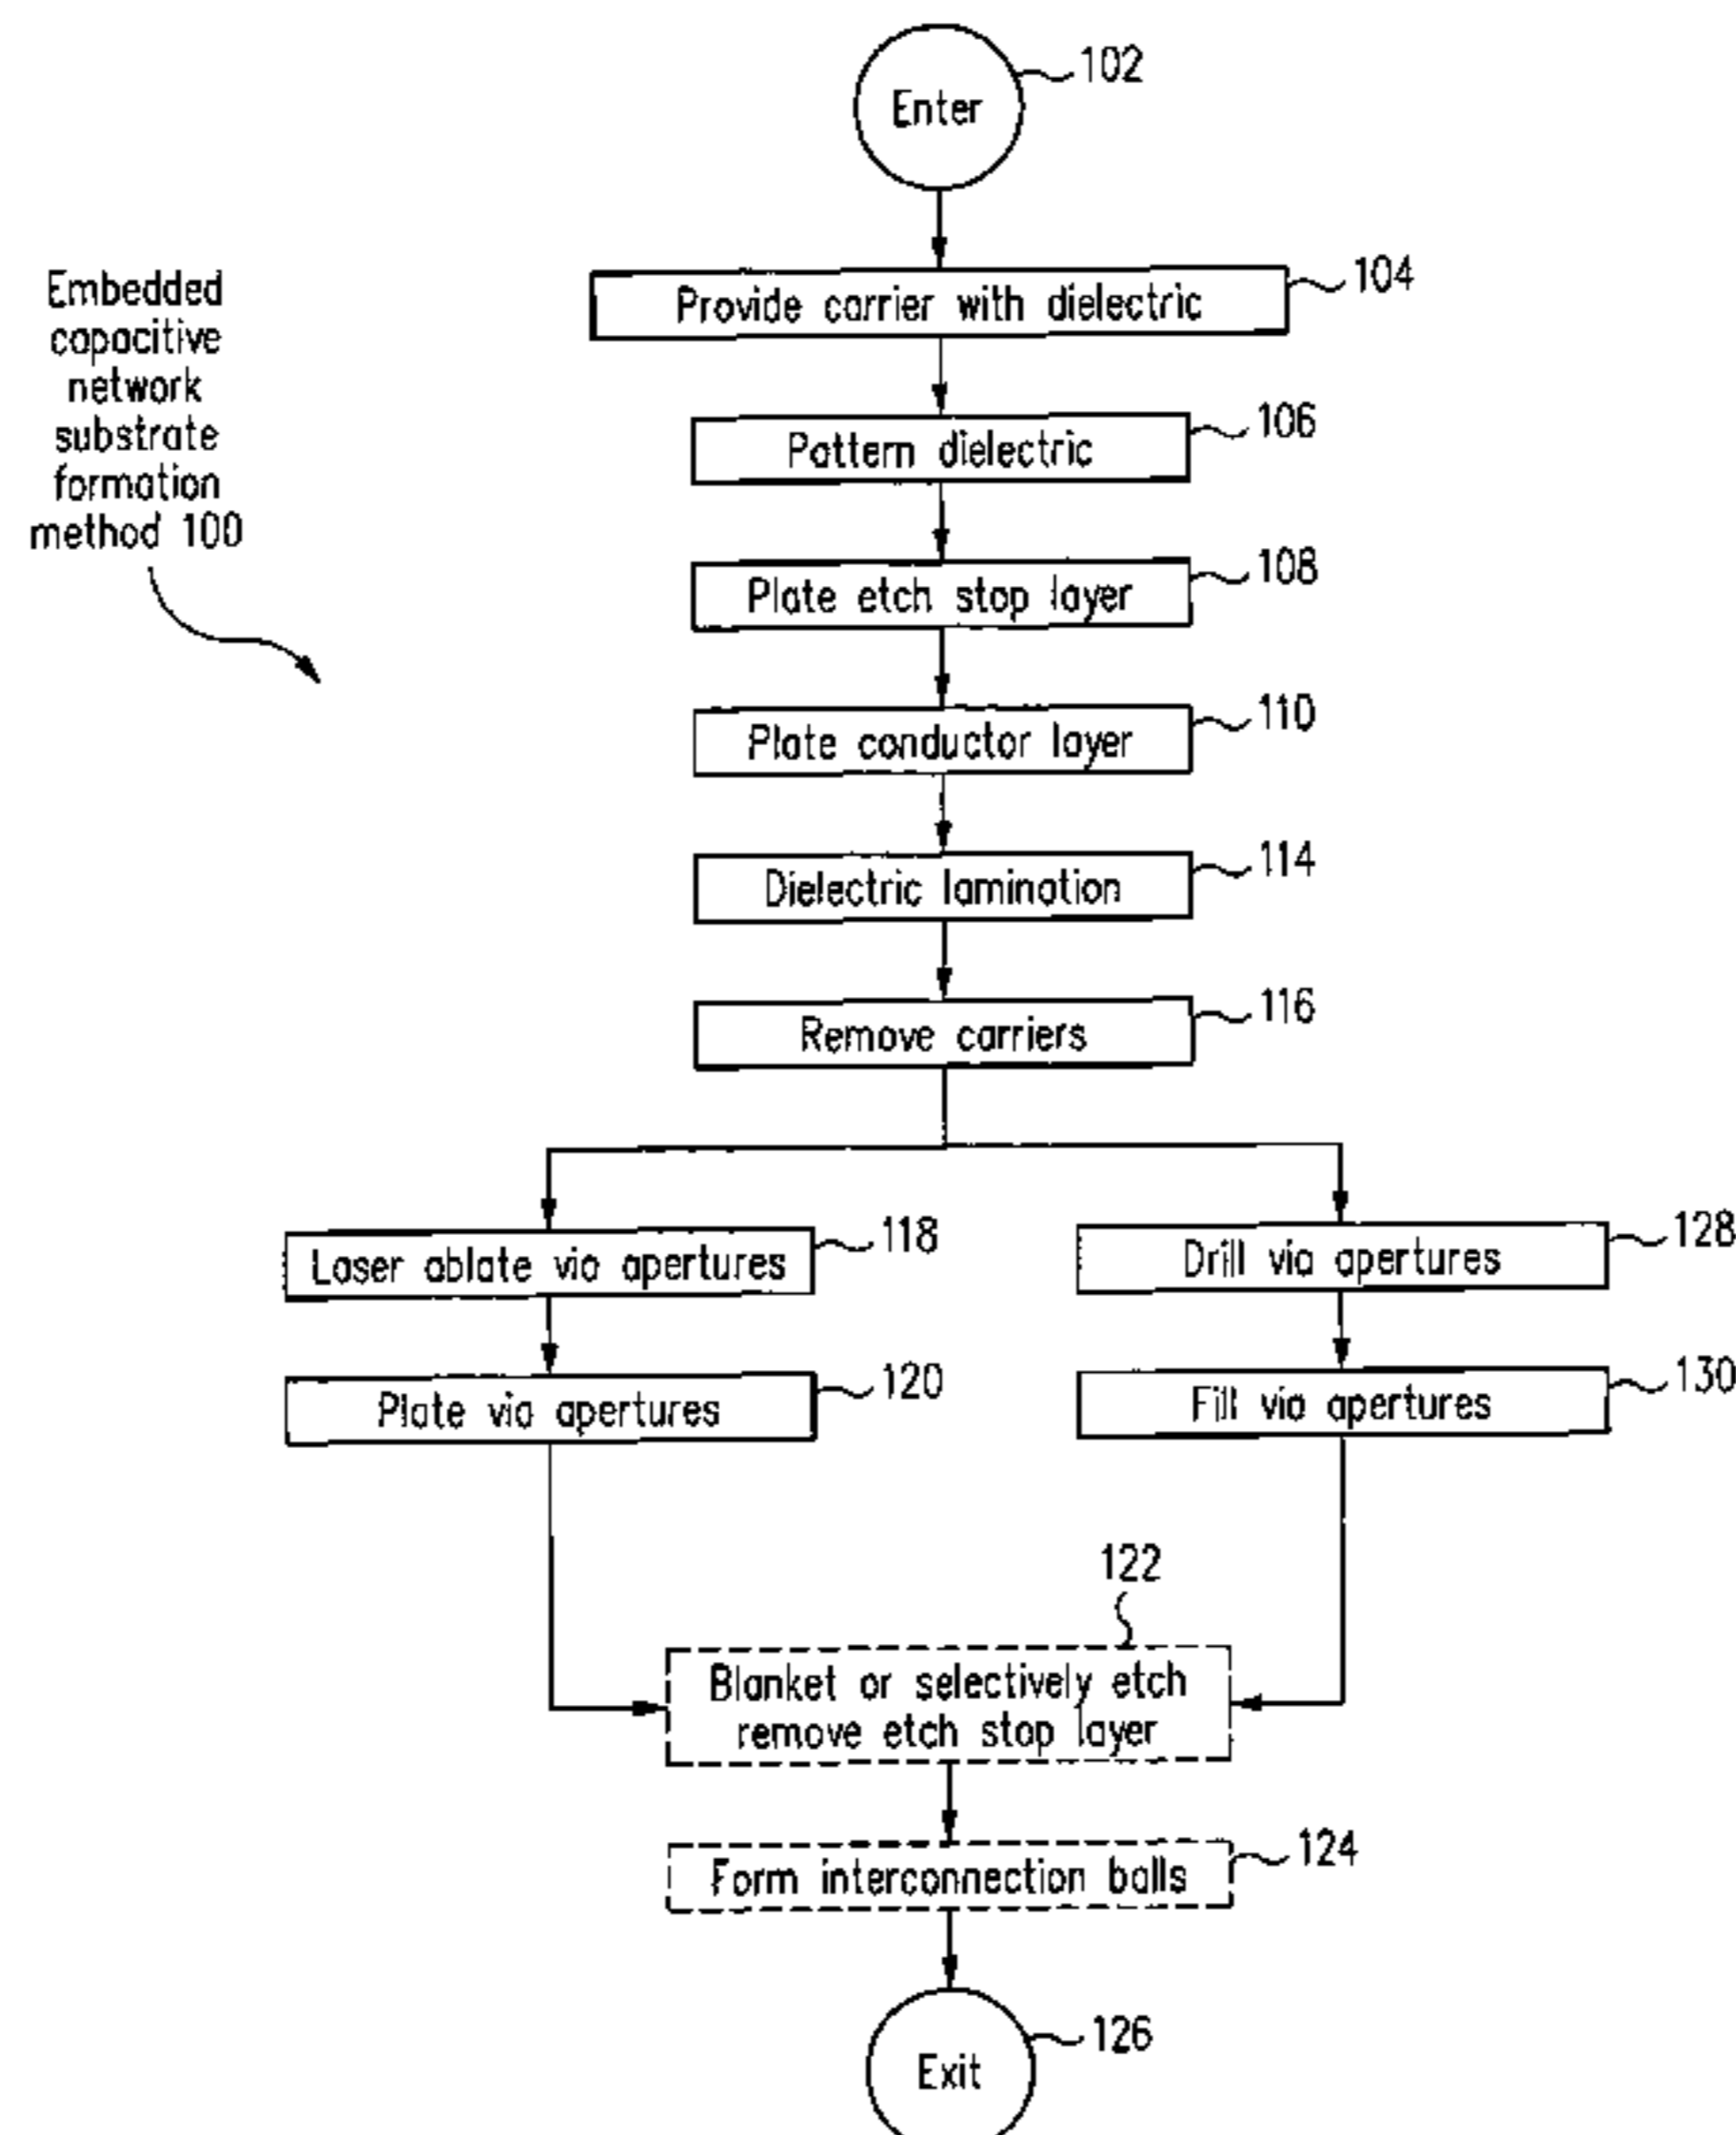 Enter
102
Embedded
capacitive
network
substrate
formation
method 100
Provide carrier with dielectric
104
Pattern dielectric
106
Plate etch stop layer
108
Plate conductor layer
110
Dielectric lamination
114
Remove carriers
116
Laser ablate via apertures
118
Drill via apertures
128
Plate via apertures
120
Fill via apertures
130
122
Blanket or selectively etch
remove etch stop layer
Form interconnection balls
124
Exit
126